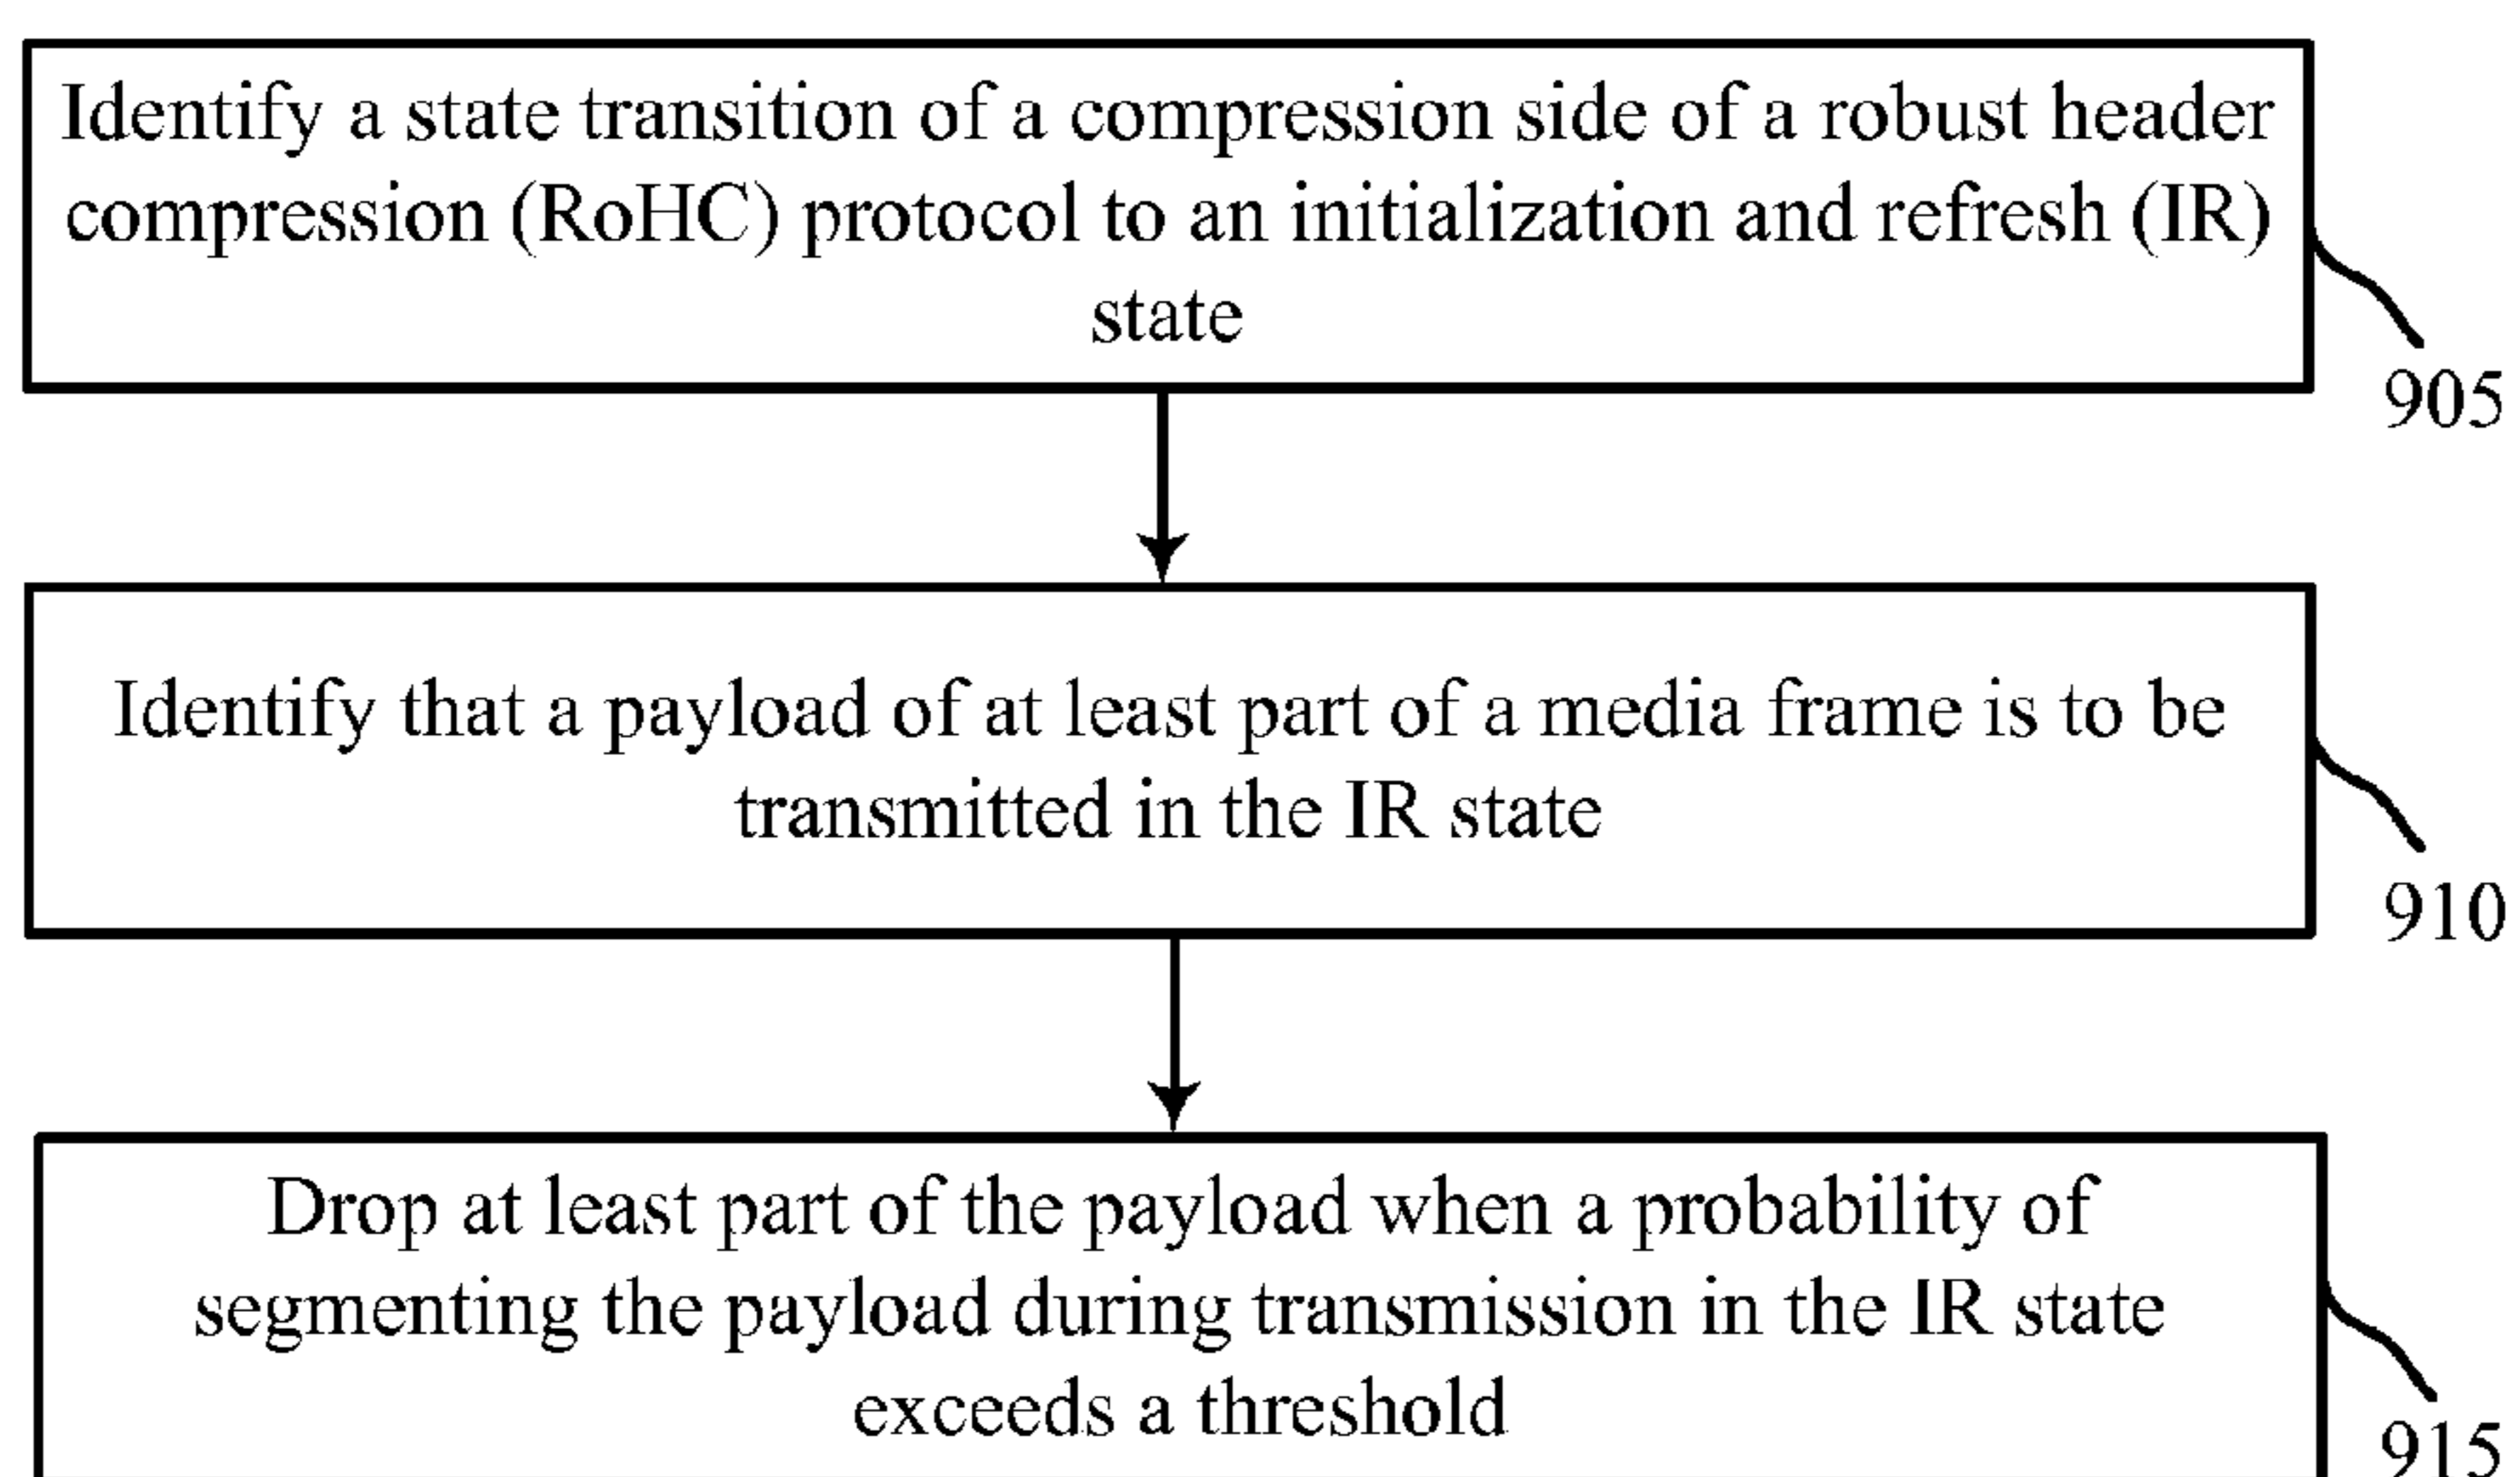 Identify a state transition of a compression side of a robust header
compression (RoHC) protocol to an initialization and refresh (IR)
state
905
Identify that a payload of at least part of a media frame is to be
transmitted in the IR state
910
Drop at least part of the payload when a probability of
segmenting the payload during transmission in the IR state
exceeds a threshold
915